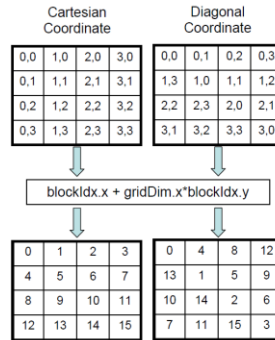 Cartesian Coordinate
Diagonal Coordinate
0,0 1,0 2,0 3,0
0,1 1,1 2,1 3,1
0,2 1,2 2,2 3,2
0,3 1,3 2,3 3,3
0,0 0,1 0,2 0,3
1,3 1,0 1,1 1,2
2,2 2,3 2,0 2,1
3,1 3,2 3,3 3,0
blockIdx.x + gridDim.x*blockIdx.y
0 1 2 3
4 5 6 7
8 9 10 11
12 13 14 15
0 4 8 12
13 1 5 9
10 14 2 6
7 11 15 3